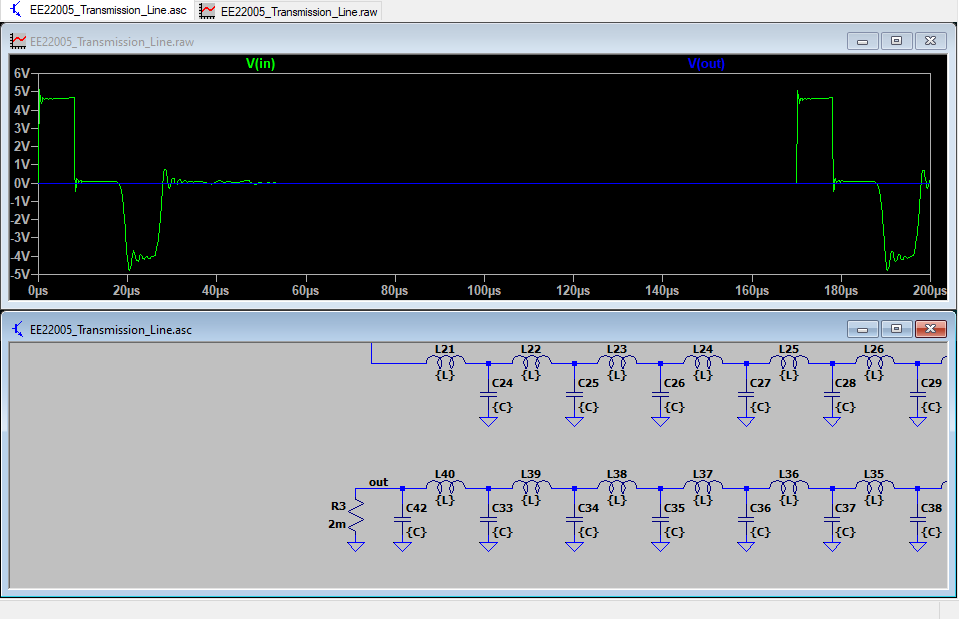 EE22005_Transmission_Line.asc EE22005_Transmission_Line.raw
EE22005_Transmission_Line.raw
V(in) V(out)
6V
5V
4V
3V
2V
1V
0V
-1V
-2V
-3V
-4V
-5V
0µs 20µs 40µs 60µs 80µs 100µs 120µs 140µs 160µs 180µs 200µs
EE22005_Transmission_Line.asc
L21 L22 L23 L24 L25 L26
{L} {L} {L} {L} {L} {L}
C24 C25 C26 C27 C28 C29
{C} {C} {C} {C} {C} {C}
L40 L39 L38 L37 L36 L35
out
{L} {L} {L} {L} {L} {L}
R3 C42 C33 C34 C35 C36 C37 C38
2m {C} {C} {C} {C} {C} {C} {C}